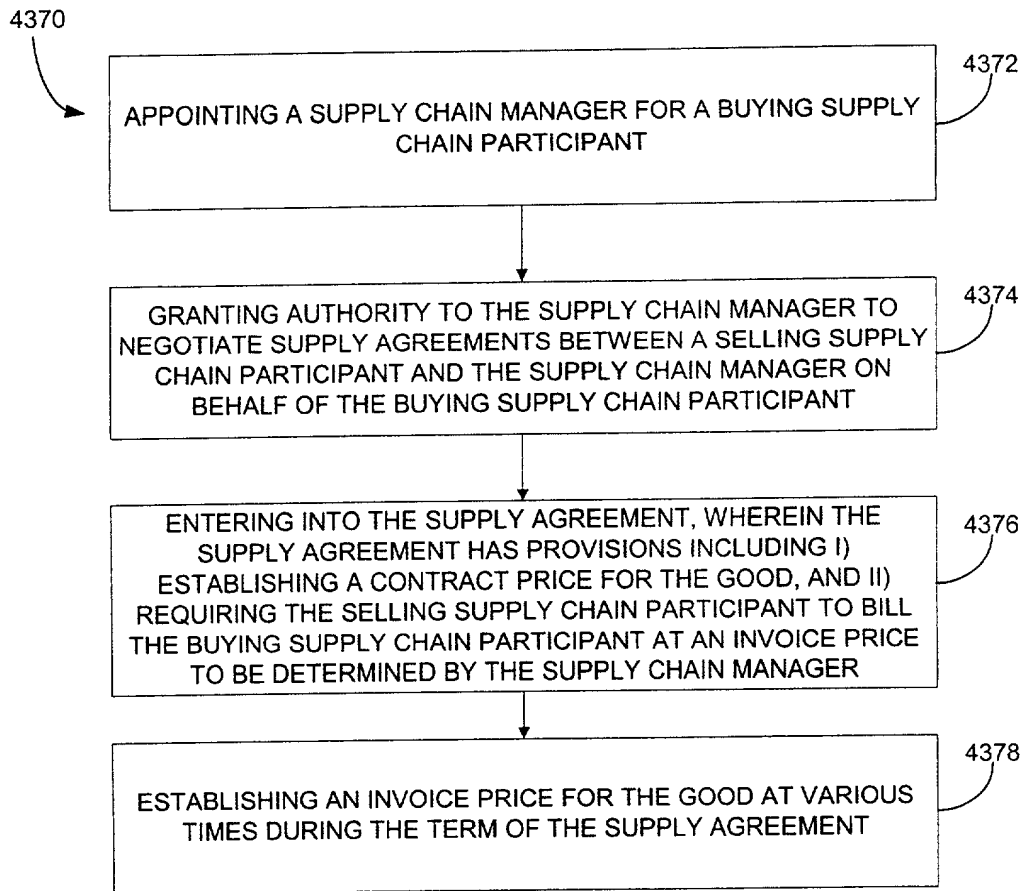 4370
4372
APPOINTING A SUPPLY CHAIN MANAGER FOR A BUYING SUPPLY
CHAIN PARTICIPANT
4374
GRANTING AUTHORITY TO THE SUPPLY CHAIN MANAGER TO
NEGOTIATE SUPPLY AGREEMENTS BETWEEN A SELLING SUPPLY
CHAIN PARTICIPANT AND THE SUPPLY CHAIN MANAGER ON
BEHALF OF THE BUYING SUPPLY CHAIN PARTICIPANT
4376
ENTERING INTO THE SUPPLY AGREEMENT, WHEREIN THE
SUPPLY AGREEMENT HAS PROVISIONS INCLUDING I)
ESTABLISHING A CONTRACT PRICE FOR THE GOOD, AND II)
REQUIRING THE SELLING SUPPLY CHAIN PARTICIPANT TO BILL
THE BUYING SUPPLY CHAIN PARTICIPANT AT AN INVOICE PRICE
TO BE DETERMINED BY THE SUPPLY CHAIN MANAGER
4378
ESTABLISHING AN INVOICE PRICE FOR THE GOOD AT VARIOUS
TIMES DURING THE TERM OF THE SUPPLY AGREEMENT